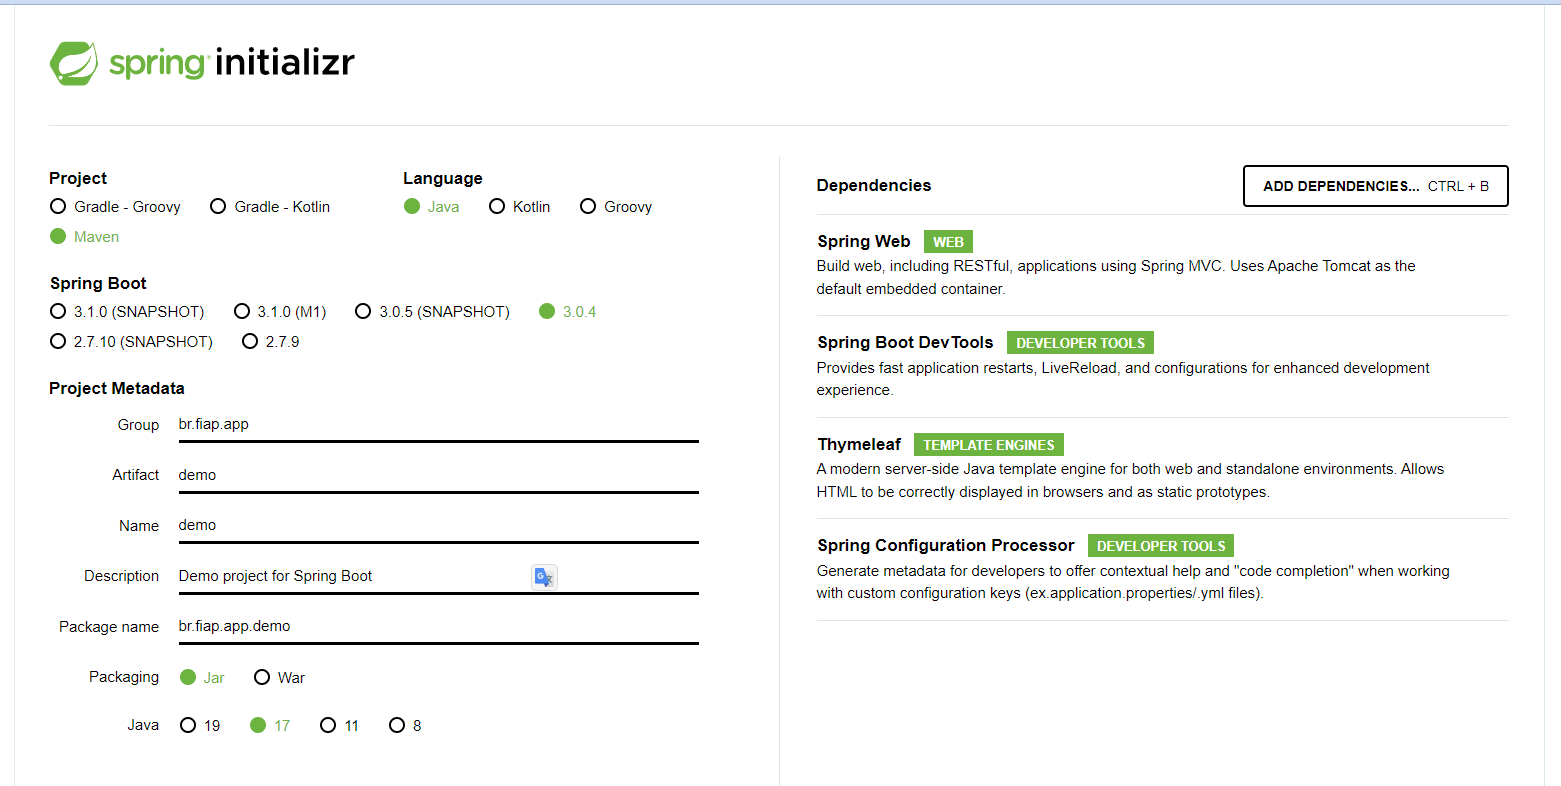 spring initializr
Project
Gradle - Groovy Gradle - Kotlin
Maven
Language
Java Kotlin Groovy
Spring Boot
3.1.0 (SNAPSHOT) 3.1.0 (M1) 3.0.5 (SNAPSHOT) 3.0.4
2.7.10 (SNAPSHOT) 2.7.9
Project Metadata
Group br.fiap.app
Artifact demo
Name demo
Description Demo project for Spring Boot
Package name br.fiap.app.demo
Packaging Jar War
Java 19 17 11 8
Dependencies
ADD DEPENDENCIES... CTRL + B
Spring Web WEB
Build web, including RESTful, applications using Spring MVC. Uses Apache Tomcat as the
default embedded container.
Spring Boot DevTools DEVELOPER TOOLS
Provides fast application restarts, LiveReload, and configurations for enhanced development
experience.
Thymeleaf TEMPLATE ENGINES
A modern server-side Java template engine for both web and standalone environments. Allows
HTML to be correctly displayed in browsers and as static prototypes.
Spring Configuration Processor DEVELOPER TOOLS
Generate metadata for developers to offer contextual help and "code completion" when working
with custom configuration keys (ex.application.properties/.yml files).